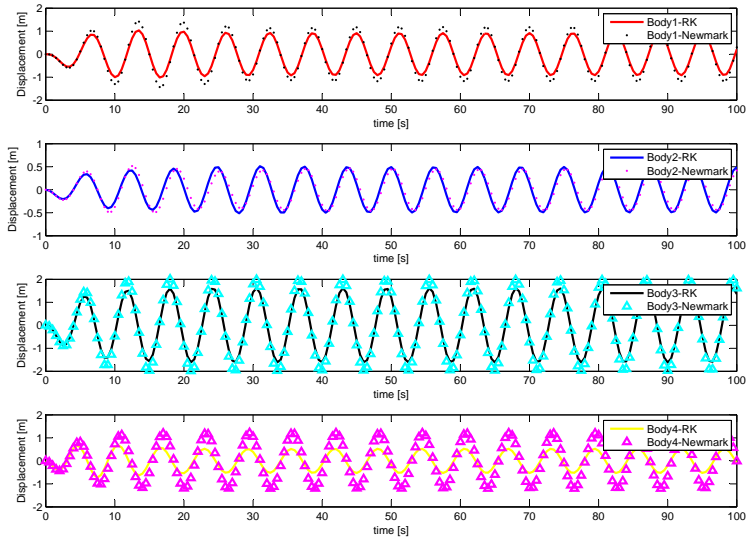 2
1
0
-1
-2
Displacement [m]
0 10 20 30 40 50 60 70 80 90 100
time [s]
Body1-RK
Body1-Newmark
1
0.5
0
-0.5
-1
Displacement [m]
0 10 20 30 40 50 60 70 80 90 100
time [s]
Body2-RK
Body2-Newmark
2
1
0
-1
-2
Displacement [m]
0 10 20 30 40 50 60 70 80 90 100
time [s]
Body3-RK
Body3-Newmark
2
1
0
-1
-2
Displacement [m]
0 10 20 30 40 50 60 70 80 90 100
time [s]
Body4-RK
Body4-Newmark